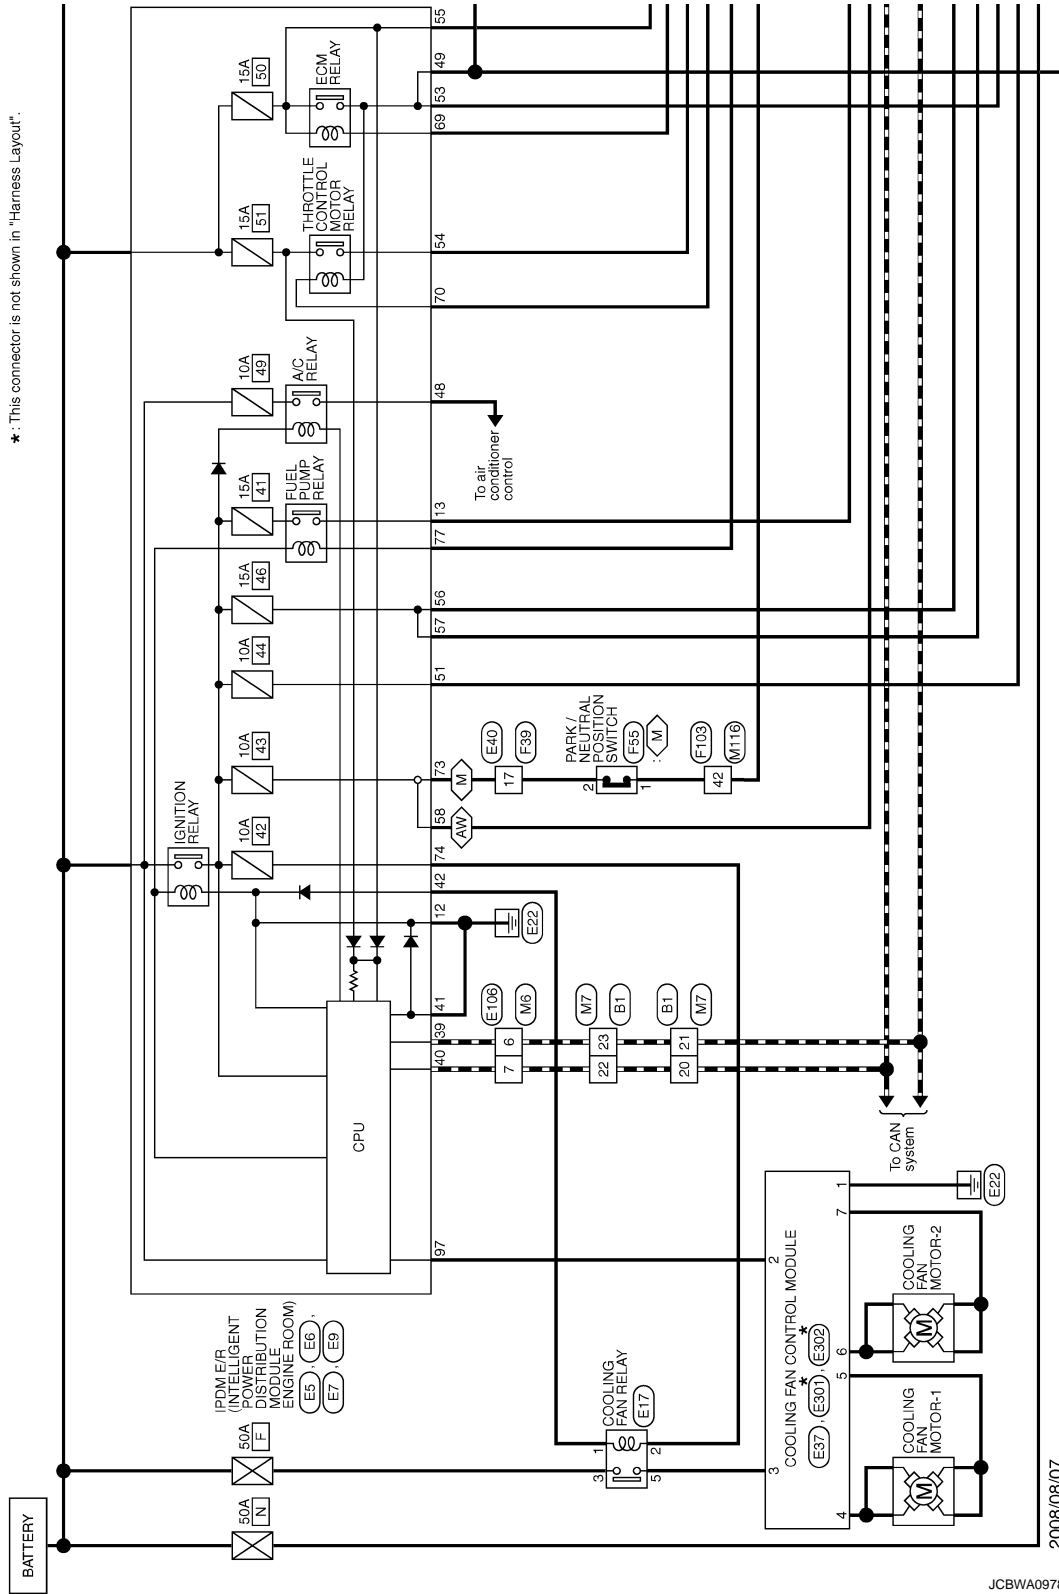 ★ : This connector is not shown in "Harness Layout".
BATTERY
50A
N
50A
F
IPDM E/R
(INTELLIGENT
POWER
DISTRIBUTION
MODULE
ENGINE ROOM)
E5 , E6 ,
E7 , E9
10A
42
IGNITION
RELAY
10A
43
10A
44
15A
46
15A
41
FUEL
PUMP
RELAY
10A
49
A/C
RELAY
15A
51
THROTTLE
CONTROL
MOTOR
RELAY
15A
50
ECM
RELAY
CPU
97
40
39
41
12
42
74
58
73
51
57
56
77
13
48
70
54
69
53
49
55
AW
M
To air
conditioner
control
E22
E40
17
F39
PARK /
NEUTRAL
POSITION
SWITCH
F55
: M
2
1
F103
42
M116
E106
M6
7
6
M7
B1
22
23
B1
M7
20
21
To CAN
system
COOLING
FAN RELAY
E17
1
2
3
5
COOLING FAN CONTROL MODULE
E37 , E301★ , E302★
3
2
4
5
6
7
1
E22
COOLING
FAN
MOTOR-1
M
COOLING
FAN
MOTOR-2
M
2008/08/07
JCBWA0978